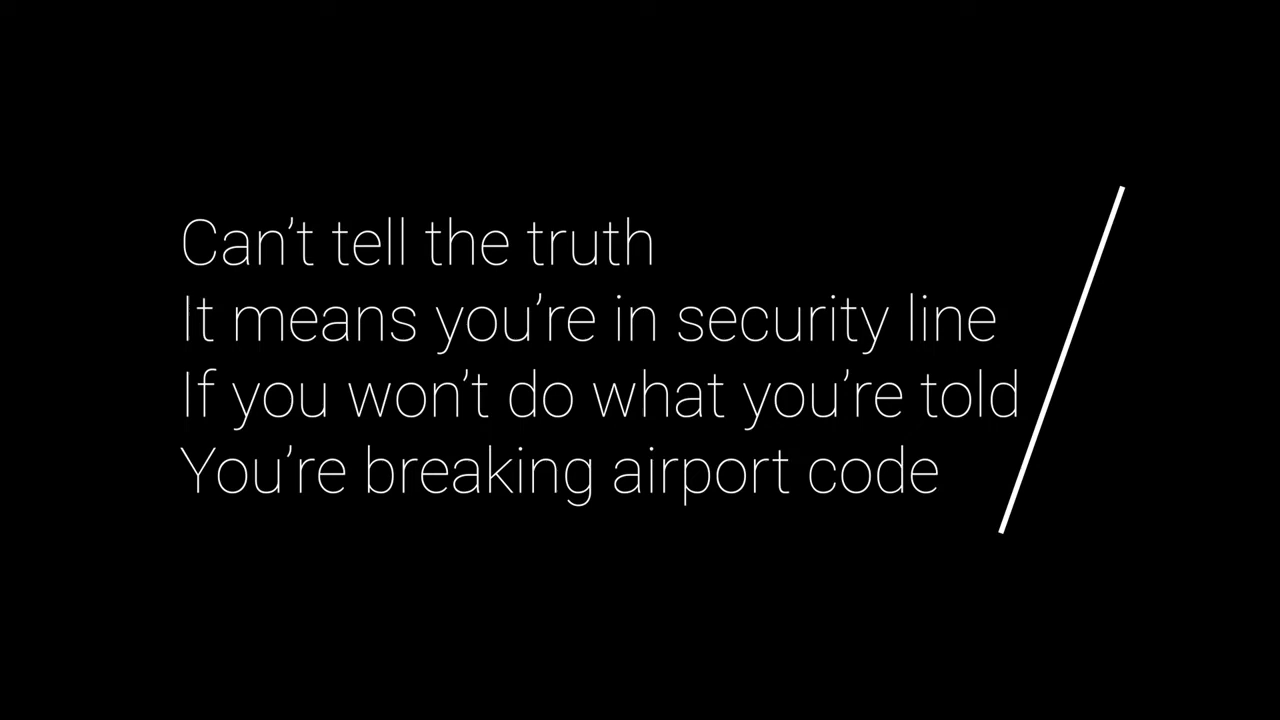 Can’t tell the truth
It means you’re in security line
If you won’t do what you’re told
You’re breaking airport code